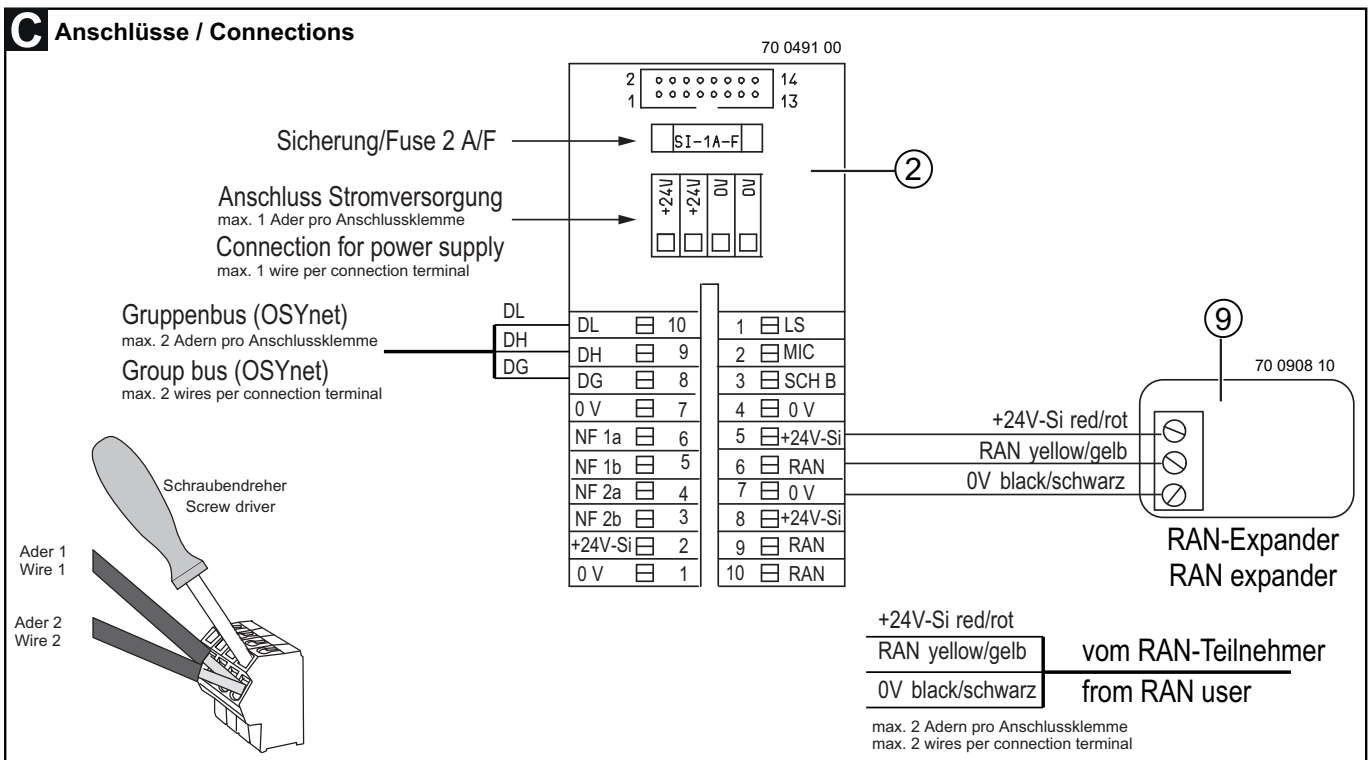 C Anschlüsse / Connections
70 0491 00
2 14
1 13
Sicherung/Fuse 2 A/F
SI-1A-F
2
Anschluss Stromversorgung
max. 1 Ader pro Anschlussklemme
Connection for power supply
max. 1 wire per connection terminal
+24V +24V 0V 0V
Gruppenbus (OSYnet)
max. 2 Adern pro Anschlussklemme
Group bus (OSYnet)
max. 2 wires per connection terminal
DL
DH
DG
DL 10 1 LS
DH 9 2 MIC
DG 8 3 SCH B
0 V 7 4 0 V
NF 1a 6 5 +24V-Si
NF 1b 5 6 RAN
NF 2a 4 7 0 V
NF 2b 3 8 +24V-Si
+24V-Si 2 9 RAN
0 V 1 10 RAN
9
70 0908 10
+24V-Si red/rot
RAN yellow/gelb
0V black/schwarz
RAN-Expander
RAN expander
Schraubendreher
Screw driver
Ader 1
Wire 1
Ader 2
Wire 2
+24V-Si red/rot
RAN yellow/gelb
0V black/schwarz
vom RAN-Teilnehmer
from RAN user
max. 2 Adern pro Anschlussklemme
max. 2 wires per connection terminal